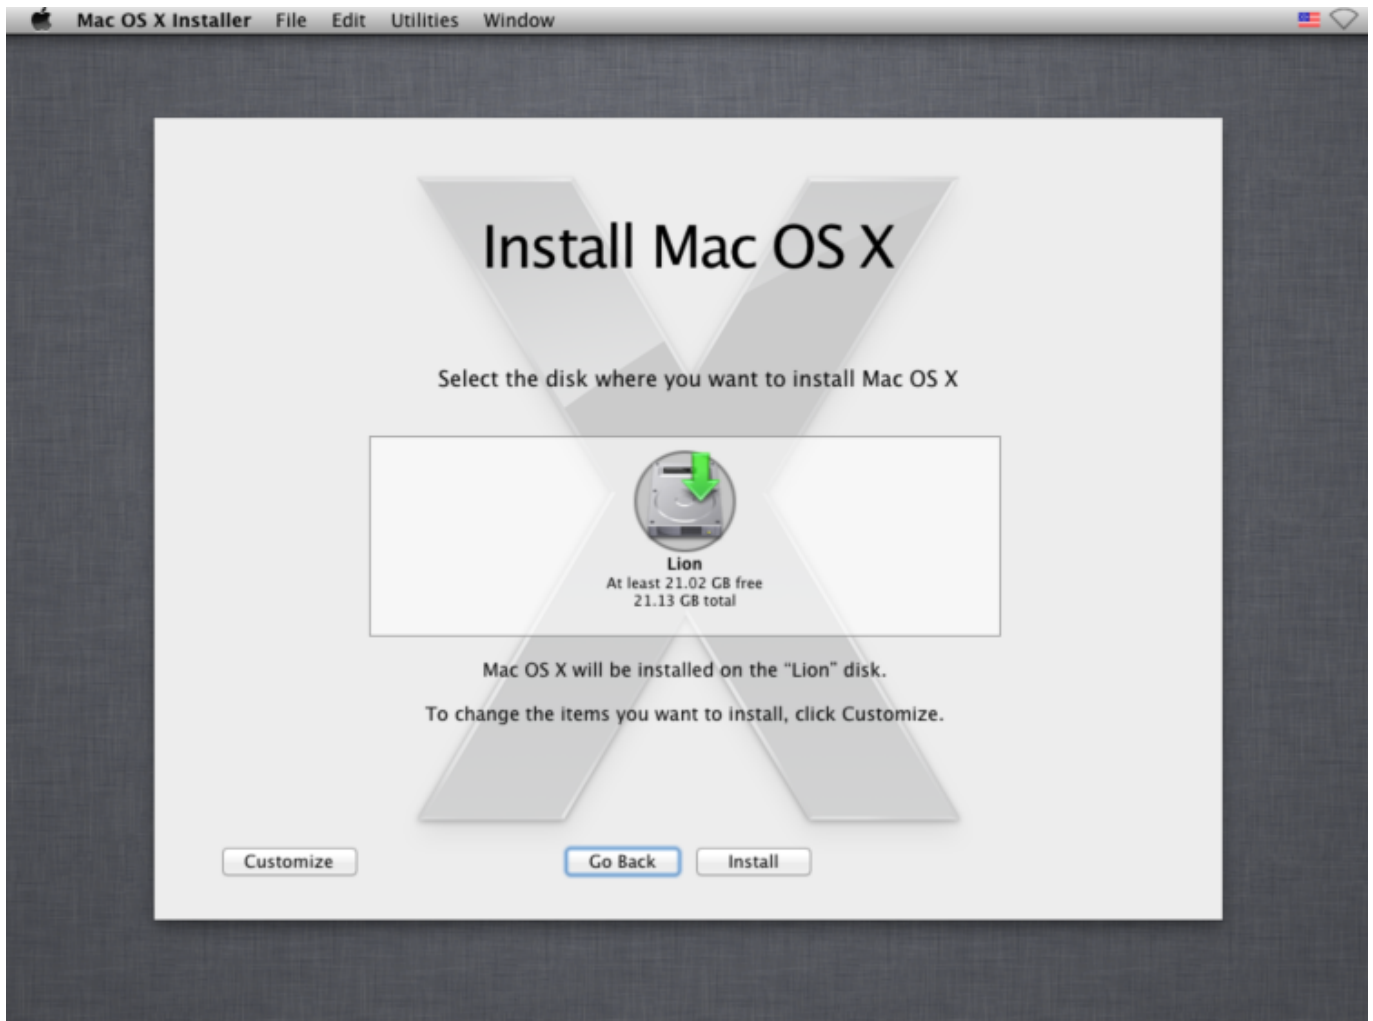 Mac OS X Installer File Edit Utilities Window
Install Mac OS X
Select the disk where you want to install Mac OS X
Lion
At least 21.02 GB free
21.13 GB total
Mac OS X will be installed on the “Lion” disk.
To change the items you want to install, click Customize.
Customize Go Back Install